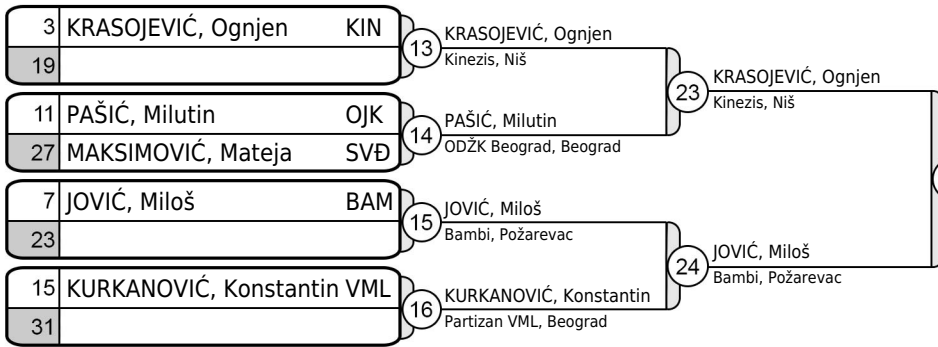 3 KRASOJEVIĆ, Ognjen KIN
19
13
KRASOJEVIĆ, Ognjen
Kinezis, Niš
11 PAŠIĆ, Milutin OJK
27 MAKSIMOVIĆ, Mateja SVĐ
14
PAŠIĆ, Milutin
ODŽK Beograd, Beograd
23
KRASOJEVIĆ, Ognjen
Kinezis, Niš
7 JOVIĆ, Miloš BAM
23
15
JOVIĆ, Miloš
Bambi, Požarevac
15 KURKANOVIĆ, Konstantin VML
31
16
KURKANOVIĆ, Konstantin
Partizan VML, Beograd
24
JOVIĆ, Miloš
Bambi, Požarevac